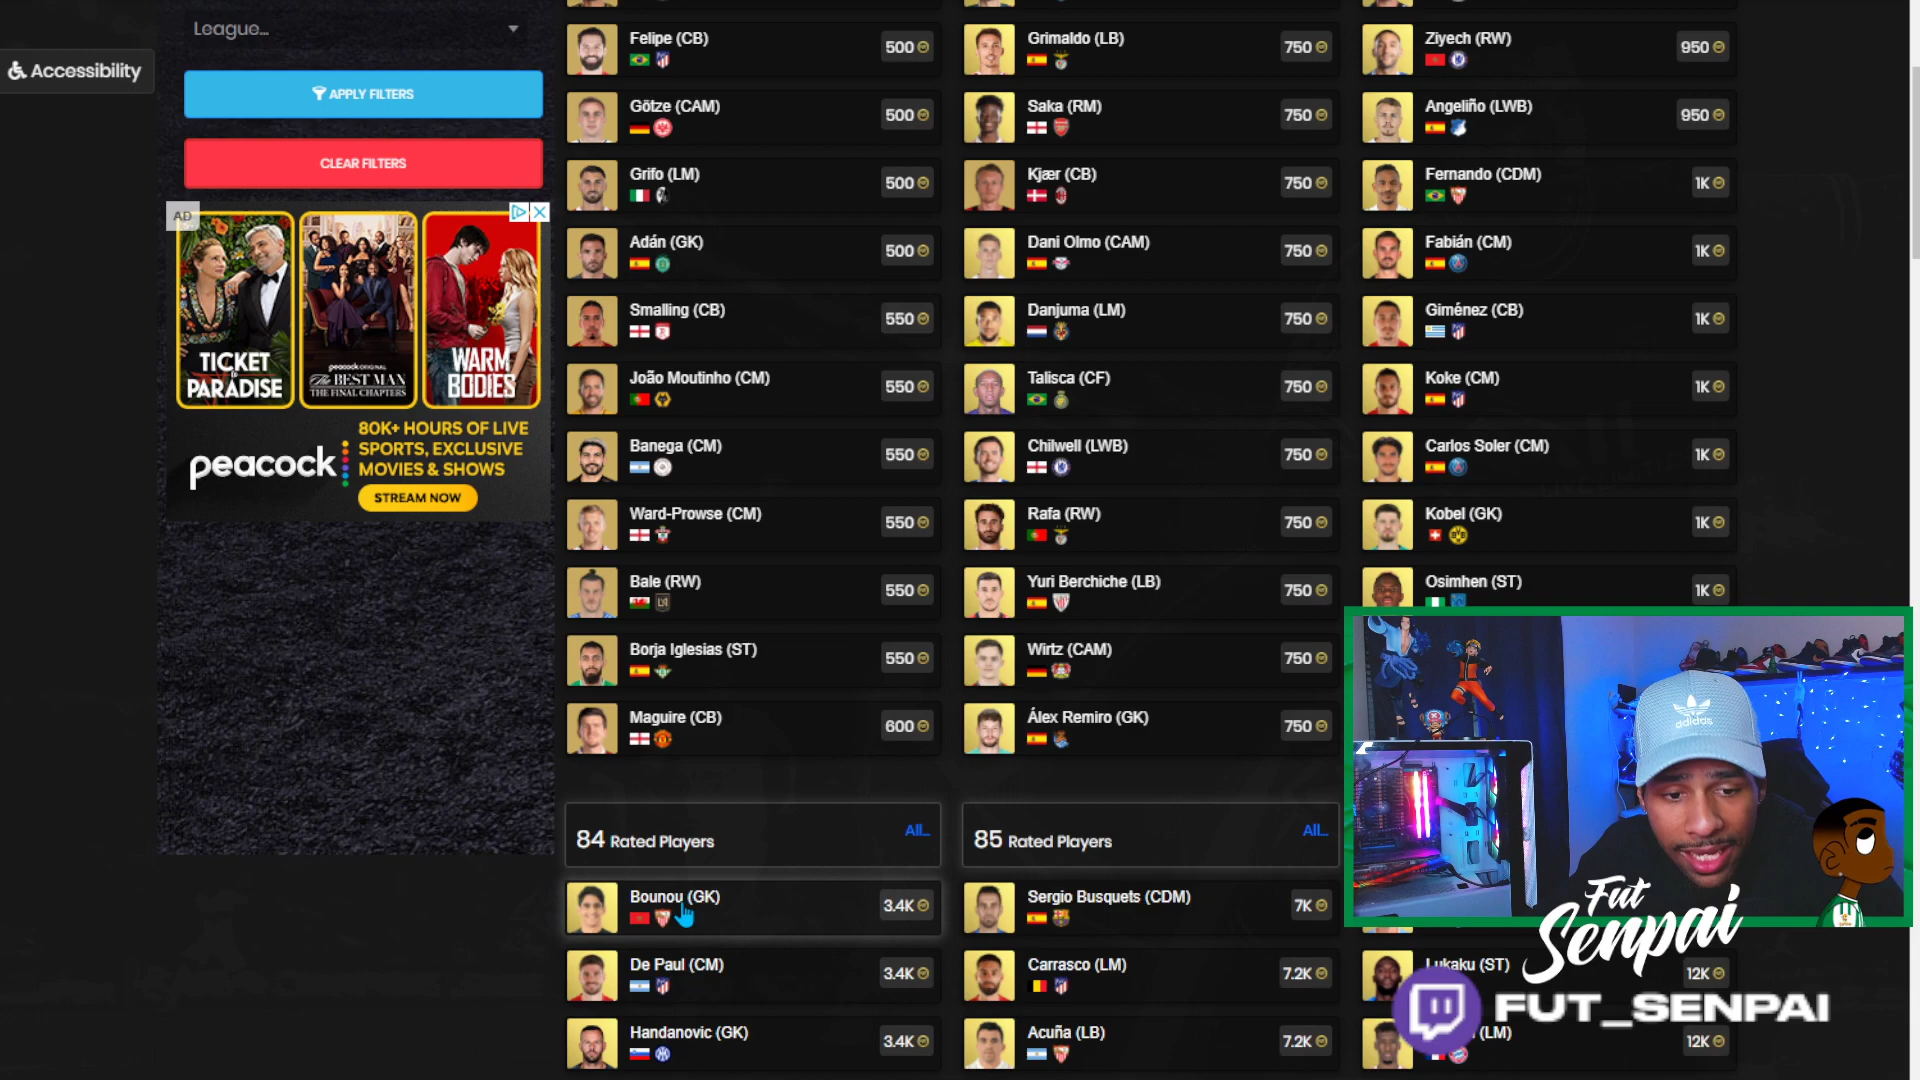 League...
Accessibility
APPLY FILTERS
CLEAR FILTERS
AD
TICKET
to
PARADISE
peacock ORIGINAL
The BEST MAN
THE FINAL CHAPTERS
WARM
BODIES
peacock
80K+ HOURS OF LIVE
SPORTS, EXCLUSIVE
MOVIES & SHOWS
STREAM NOW
Felipe (CB)
500
Götze (CAM)
500
Grifo (LM)
500
Adán (GK)
500
Smalling (CB)
550
João Moutinho (CM)
550
Banega (CM)
550
Ward-Prowse (CM)
550
Bale (RW)
550
Borja Iglesias (ST)
550
Maguire (CB)
600
Grimaldo (LB)
750
Saka (RM)
750
Kjær (CB)
750
Dani Olmo (CAM)
750
Danjuma (LM)
750
Talisca (CF)
750
Chilwell (LWB)
750
Rafa (RW)
750
Yuri Berchiche (LB)
750
Wirtz (CAM)
750
Álex Remiro (GK)
750
Ziyech (RW)
950
Angeliño (LWB)
950
Fernando (CDM)
1K
Fabián (CM)
1K
Giménez (CB)
1K
Koke (CM)
1K
Carlos Soler (CM)
1K
Kobel (GK)
1K
Osimhen (ST)
1K
84 Rated Players
All...
Bounou (GK)
3.4K
De Paul (CM)
3.4K
Handanovic (GK)
3.4K
85 Rated Players
All...
Sergio Busquets (CDM)
7K
Carrasco (LM)
7.2K
Acuña (LB)
7.2K
Lukaku (ST)
12K
(LM)
12K
adidas
Fut
Senpai
FUT_SENPAI